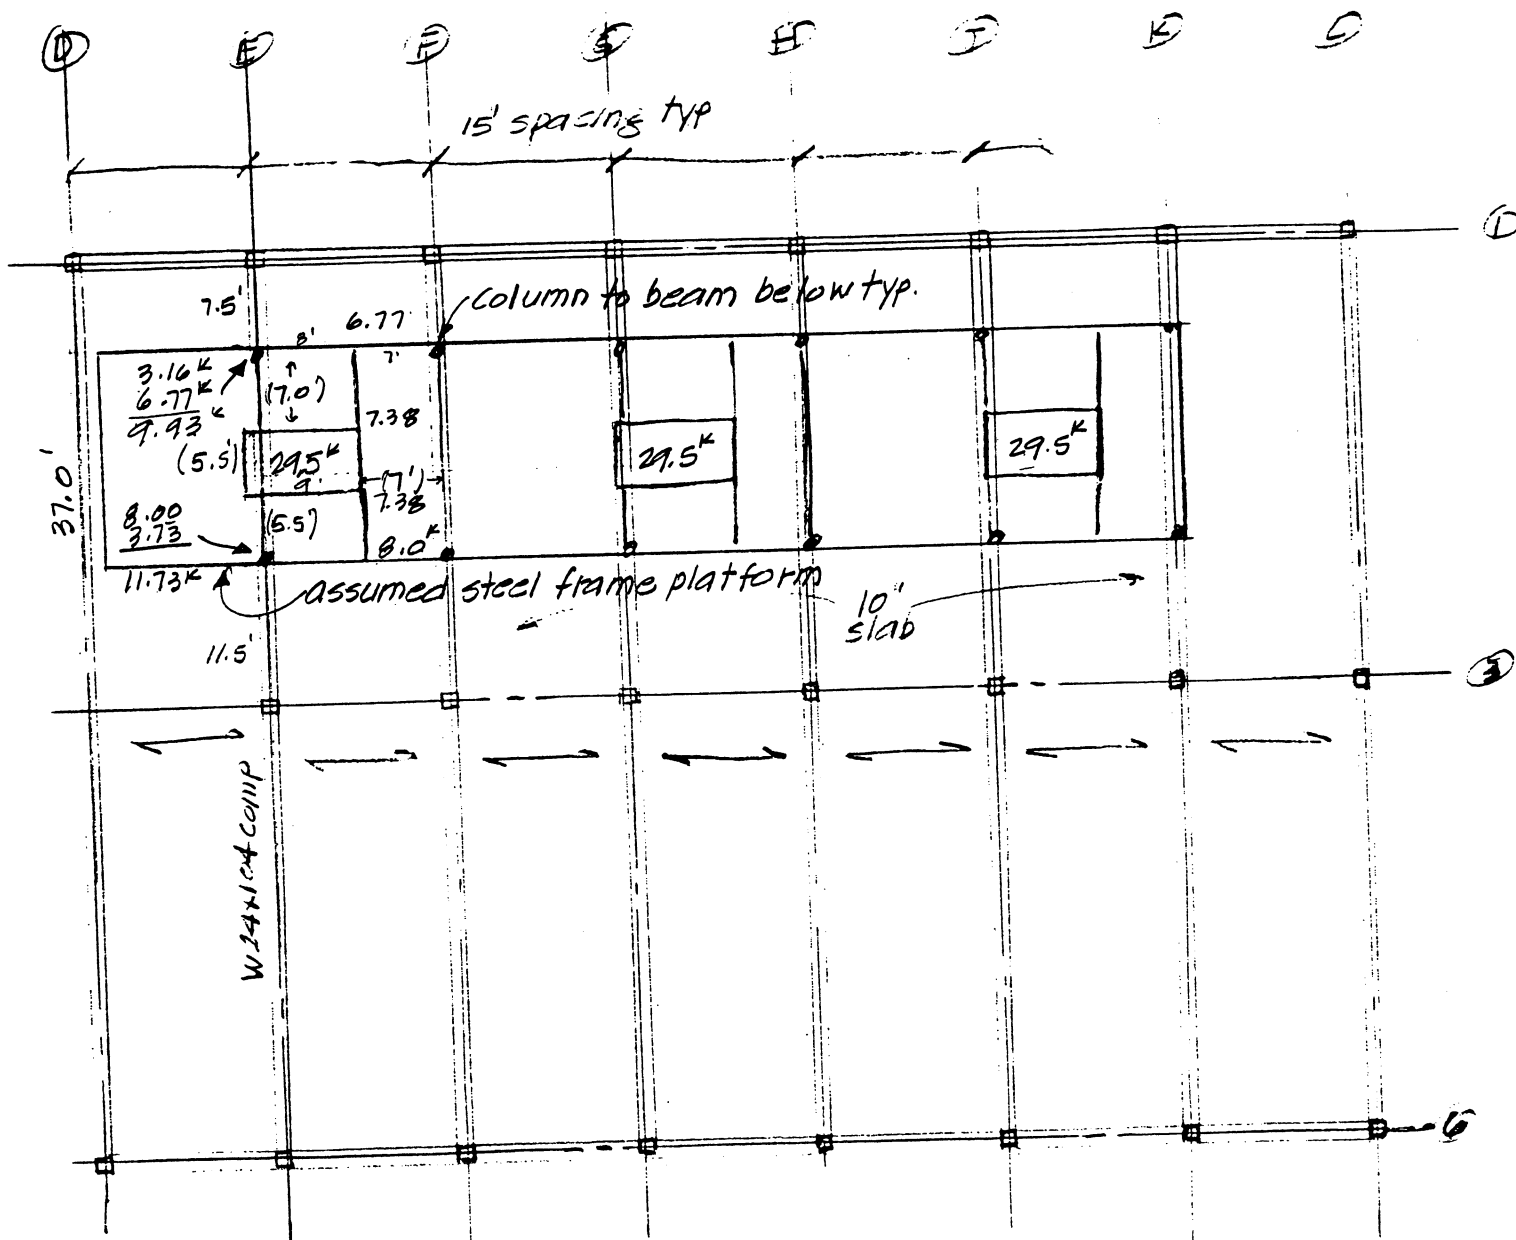 D E F G H J K L
15' spacing typ
1
7.5'
column to beam below typ.
6.77
8'
7'
3.16ᴷ
6.77ᴷ
9.93ᴷ
(7.0')
7.38
(5.5')
29.5ᴷ
9'
(7')
7.38
29.5ᴷ
29.5ᴷ
37.0'
8.00
3.73
11.73ᴷ
(5.5')
8.0ᴷ
assumed steel frame platform
10"
slab
11.5'
3
W24x104 comp
6